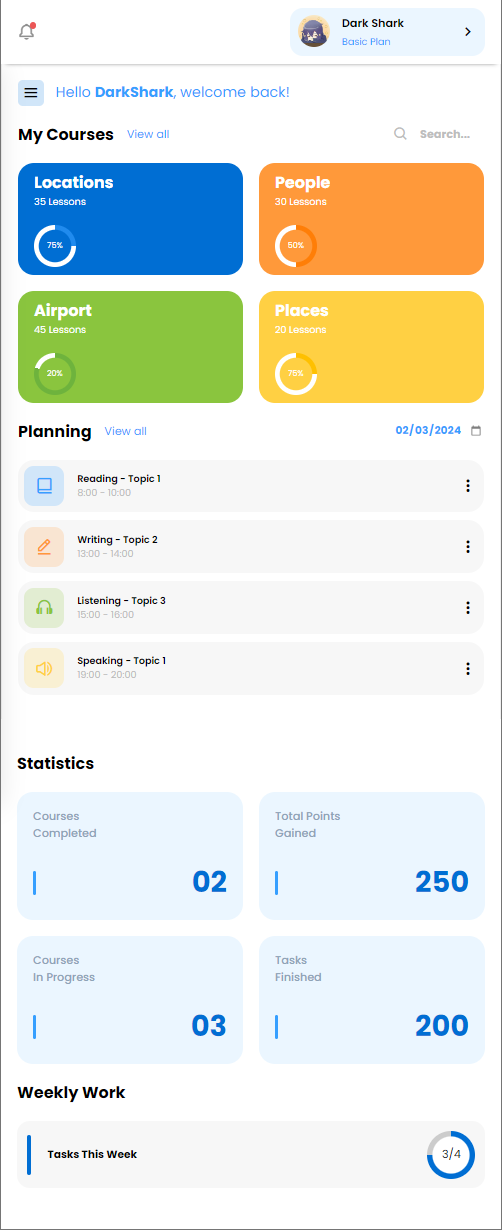 Dark Shark
Basic Plan
Hello DarkShark, welcome back!
My Courses View all Search...
Locations
35 Lessons
75%
People
30 Lessons
50%
Airport
45 Lessons
20%
Places
20 Lessons
75%
Planning View all 02/03/2024
Reading - Topic 1
8:00 - 10:00
Writing - Topic 2
13:00 - 14:00
Listening - Topic 3
15:00 - 16:00
Speaking - Topic 1
19:00 - 20:00
Statistics
Courses
Completed
02
Total Points
Gained
250
Courses
In Progress
03
Tasks
Finished
200
Weekly Work
Tasks This Week 3/4